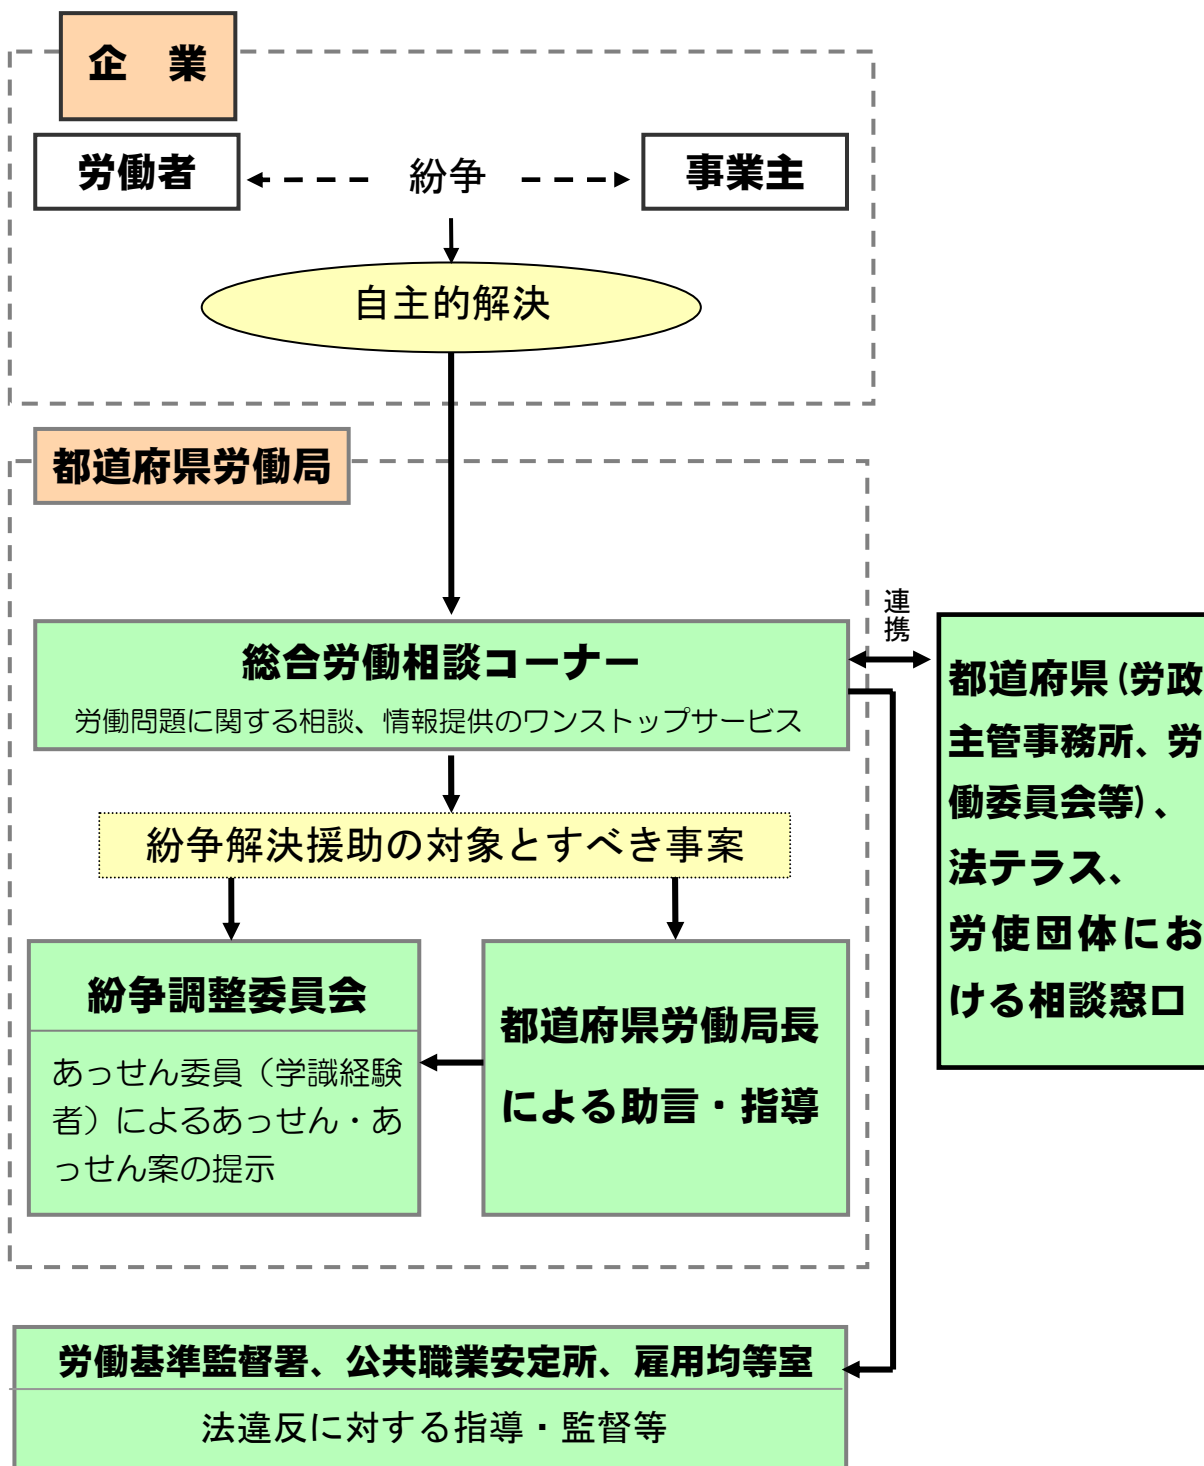 企　業
労働者
紛争
事業主
自主的解決
都道府県労働局
連携
総合労働相談コーナー
労働問題に関する相談、情報提供のワンストップサービス
都道府県(労政
主管事務所、労
働委員会等)、
法テラス、
労使団体にお
ける相談窓口
紛争解決援助の対象とすべき事案
紛争調整委員会
あっせん委員（学識経験
者）によるあっせん・あ
っせん案の提示
都道府県労働局長
による助言・指導
労働基準監督署、公共職業安定所、雇用均等室
法違反に対する指導・監督等